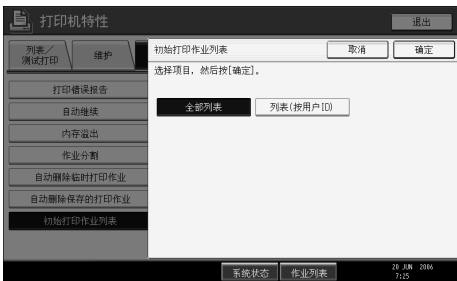 打印机特性
退出
列表/
测试打印
维护
打印错误报告
自动继续
内存溢出
作业分割
自动删除临时打印作业
自动删除保存的打印作业
初始打印作业列表
初始打印作业列表
取消
确定
选择项目，然后按[确定]。
全部列表
列表(按用户ID)
系统状态
作业列表
20 JUN 2006
7:25